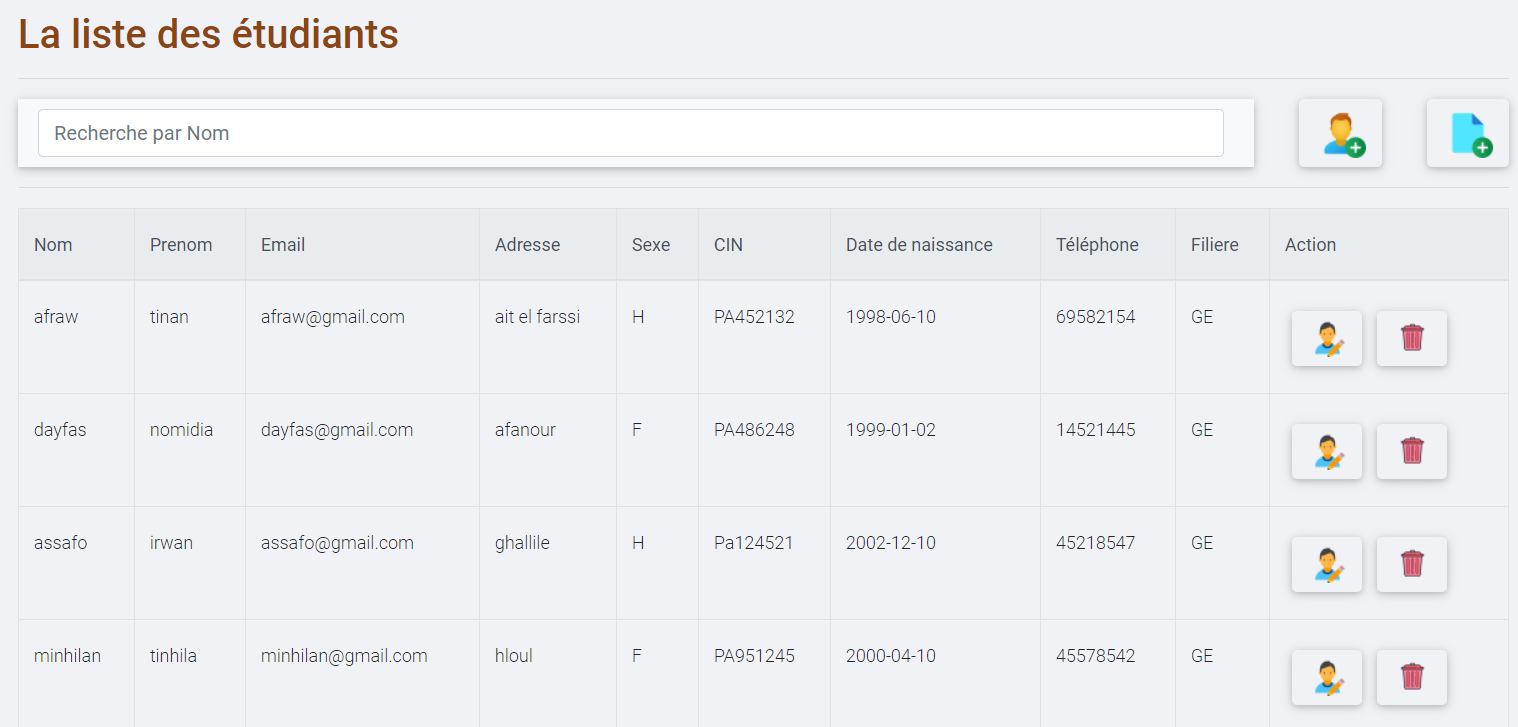 La liste des étudiants
Recherche par Nom
Nom Prenom Email Adresse Sexe CIN Date de naissance Téléphone Filiere Action
afraw tinan afraw@gmail.com ait el farssi H PA452132 1998-06-10 69582154 GE
dayfas nomidia dayfas@gmail.com afanour F PA486248 1999-01-02 14521445 GE
assafo irwan assafo@gmail.com ghallile H Pa124521 2002-12-10 45218547 GE
minhilan tinhila minhilan@gmail.com hloul F PA951245 2000-04-10 45578542 GE